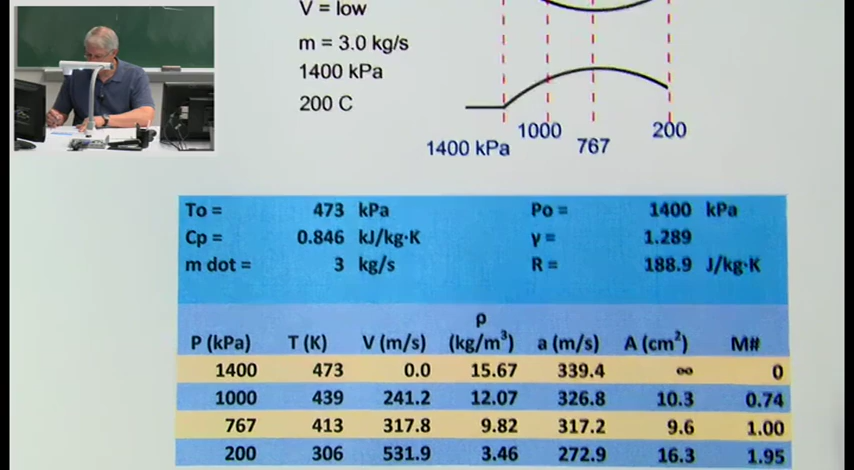 V = low
m = 3.0 kg/s
1400 kPa
200 C
1400 kPa 1000 767 200
To = 473 kPa Po = 1400 kPa
Cp = 0.846 kJ/kg·K γ = 1.289
m dot = 3 kg/s R = 188.9 J/kg·K
P (kPa) T (K) V (m/s) ρ (kg/m³) a (m/s) A (cm²) M#
1400 473 0.0 15.67 339.4 ∞ 0
1000 439 241.2 12.07 326.8 10.3 0.74
767 413 317.8 9.82 317.2 9.6 1.00
200 306 531.9 3.46 272.9 16.3 1.95